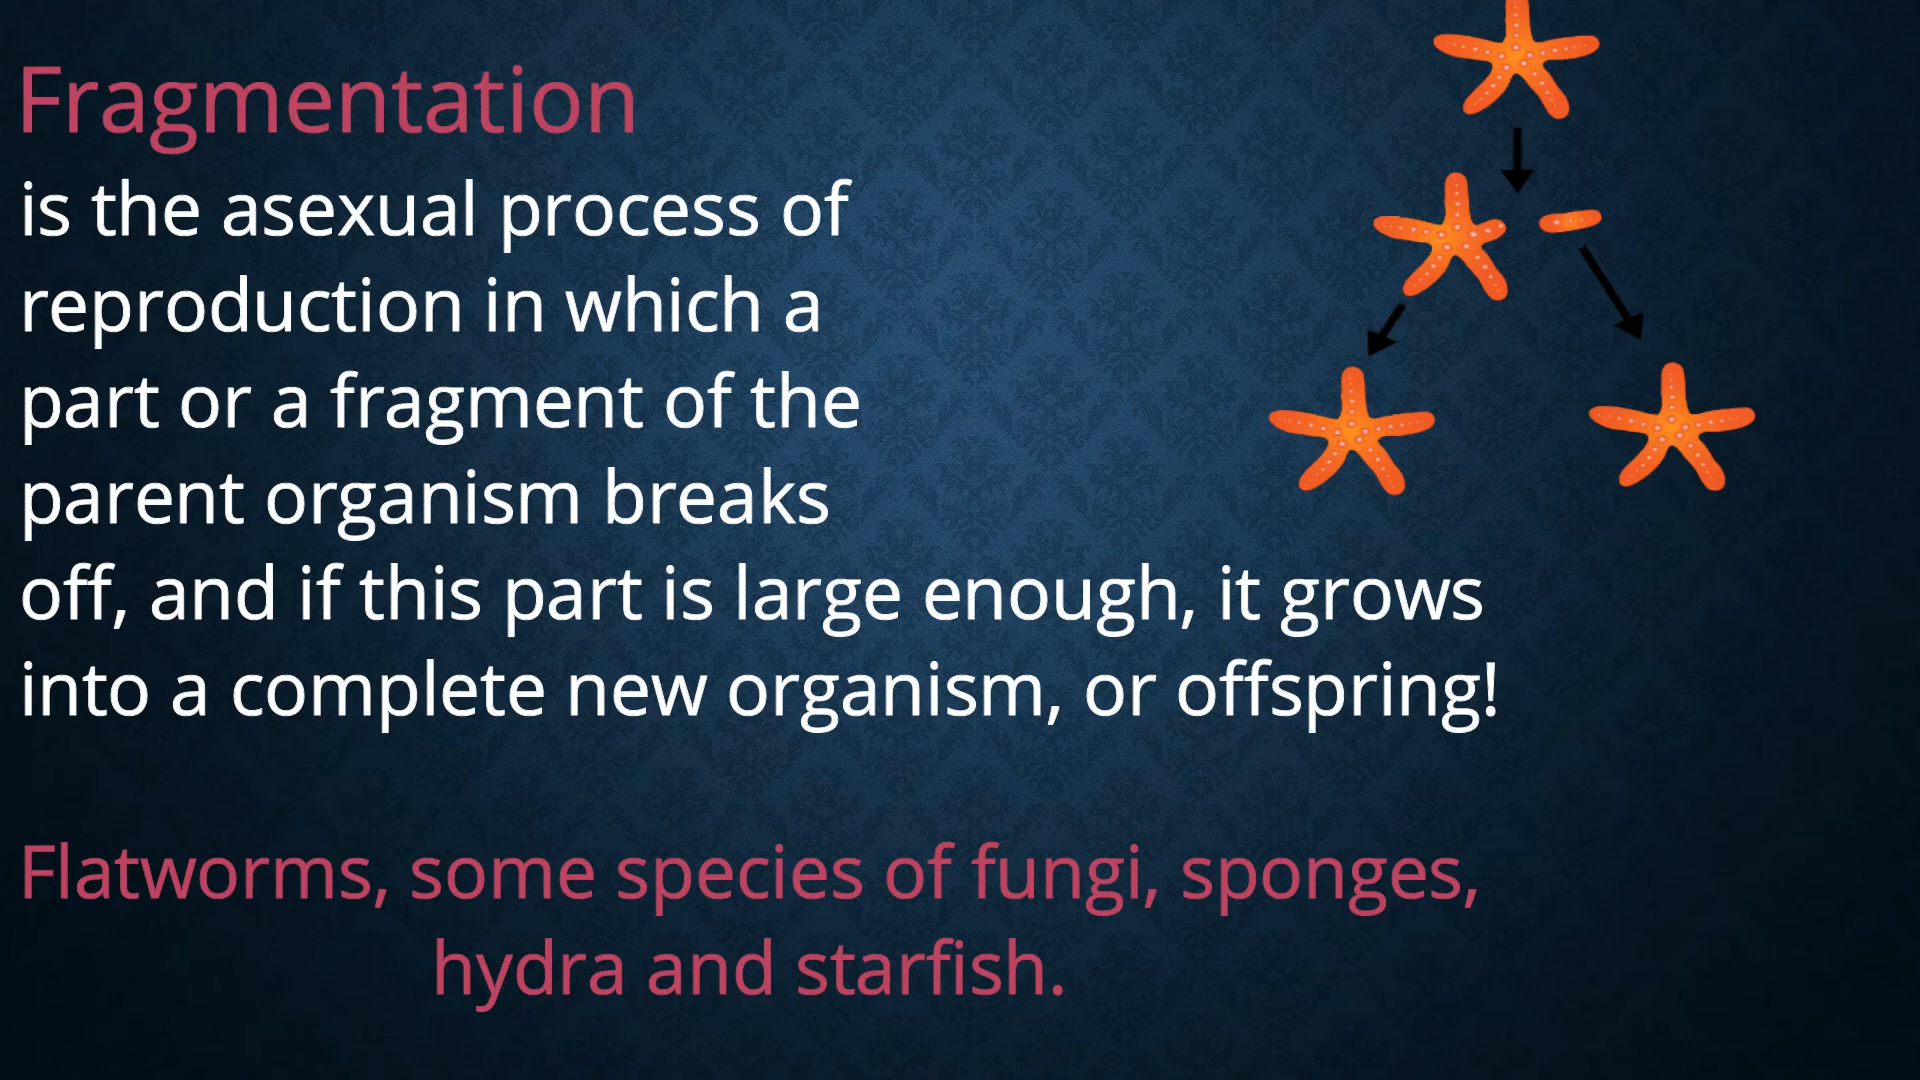 Fragmentation
is the asexual process of
reproduction in which a
part or a fragment of the
parent organism breaks
off, and if this part is large enough, it grows
into a complete new organism, or offspring!
Flatworms, some species of fungi, sponges,
hydra and starfish.